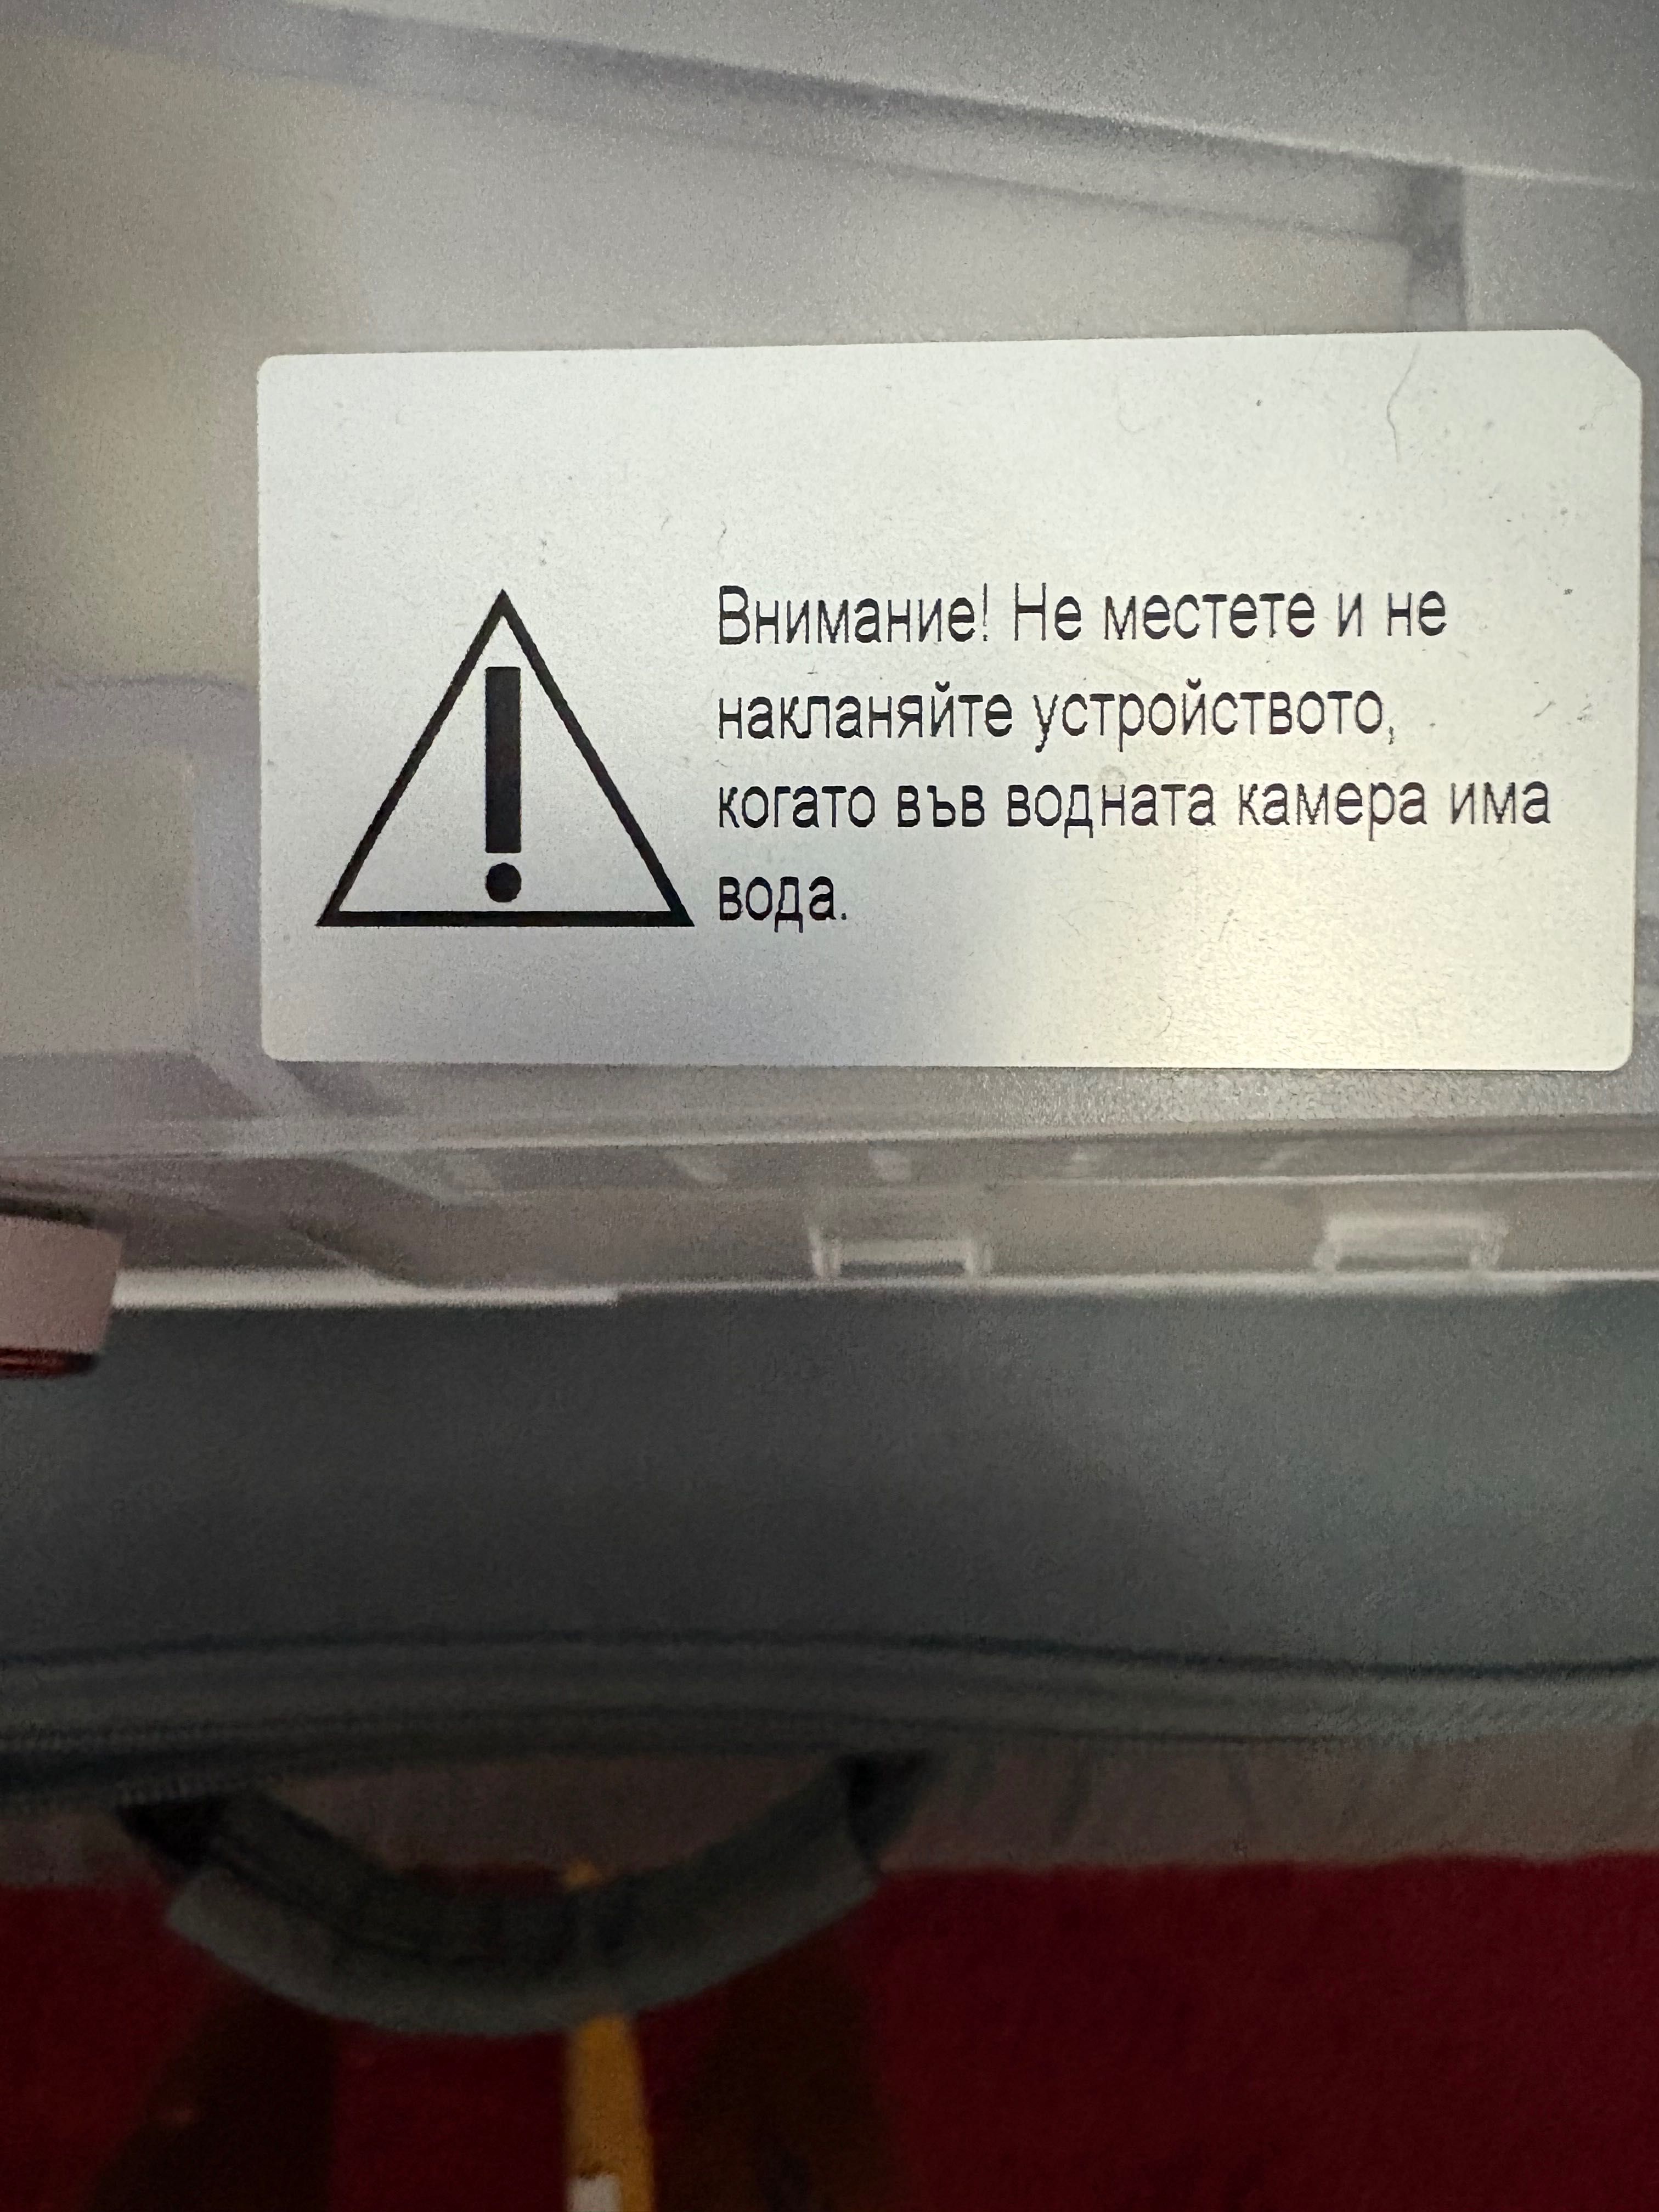 Внимание! Не местете и не
накланяйте устройството,
когато във водната камера има
вода.